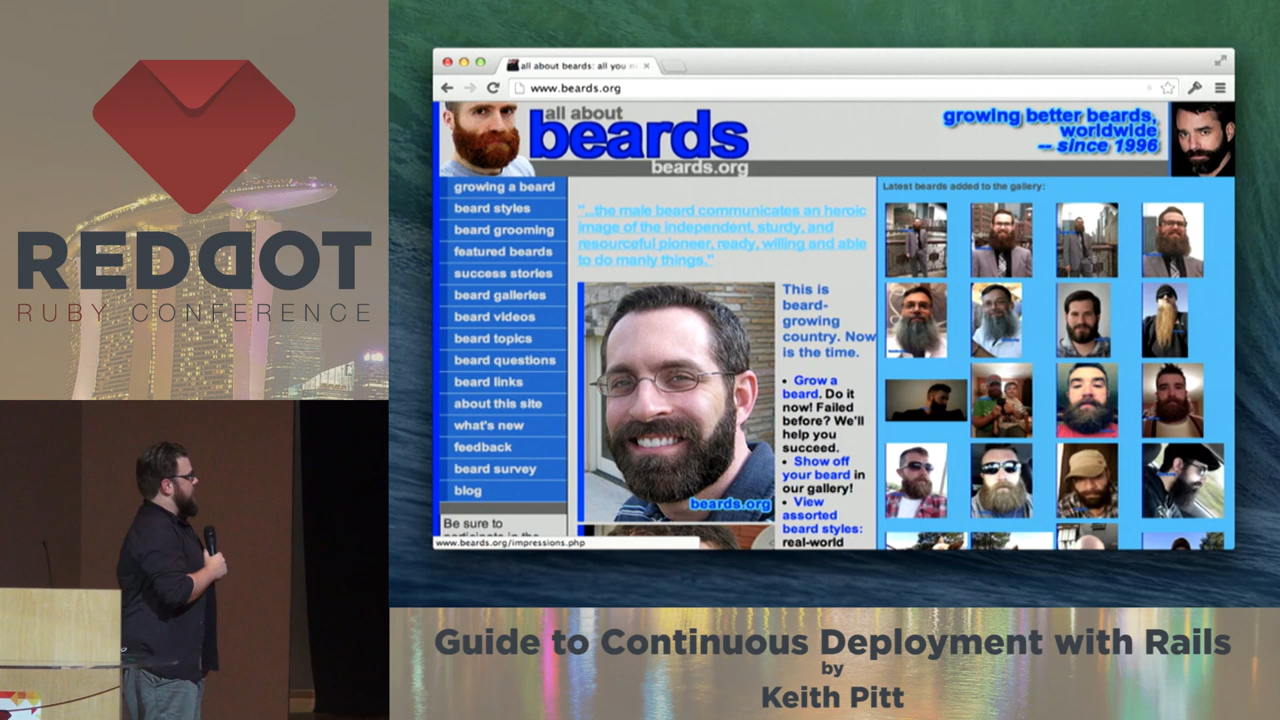 REDDOT
RUBY CONFERENCE
all about beards: all you n
www.beards.org
all about
beards
beards.org
growing better beards,
worldwide
-- since 1996
growing a beard
beard styles
beard grooming
featured beards
success stories
beard galleries
beard videos
beard topics
beard questions
beard links
about this site
what's new
feedback
beard survey
blog
Be sure to
participate in the
"...the male beard communicates an heroic
image of the independent, sturdy, and
resourceful pioneer, ready, willing and able
to do manly things."
This is
beard-
growing
country. Now
is the time.
• Grow a
beard. Do it
now! Failed
before? We'll
help you
succeed.
• Show off
your beard in
our gallery!
• View
assorted
beard styles:
real-world
beards.org
Latest beards added to the gallery:
www.beards.org/impressions.php
Guide to Continuous Deployment with Rails
by
Keith Pitt